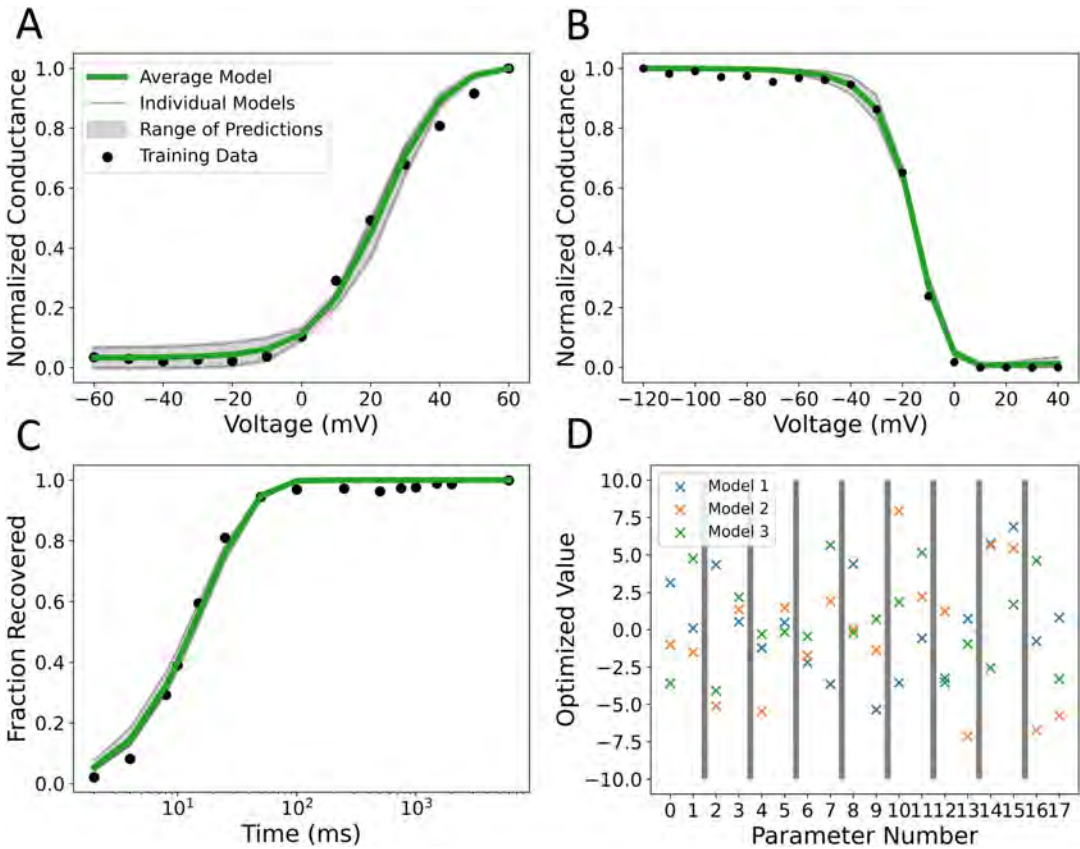 A
Normalized Conductance
1.0
0.8
0.6
0.4
0.2
0.0
Average Model
Individual Models
Range of Predictions
Training Data
−60 −40 −20 0 20 40 60
Voltage (mV)
B
Normalized Conductance
1.0
0.8
0.6
0.4
0.2
0.0
−120 −100 −80 −60 −40 −20 0 20 40
Voltage (mV)
C
Fraction Recovered
1.0
0.8
0.6
0.4
0.2
0.0
10¹ 10² 10³
Time (ms)
D
Optimized Value
10.0
7.5
5.0
2.5
0.0
−2.5
−5.0
−7.5
−10.0
Model 1
Model 2
Model 3
0 1 2 3 4 5 6 7 8 9 10 11 12 13 14 15 16 17
Parameter Number